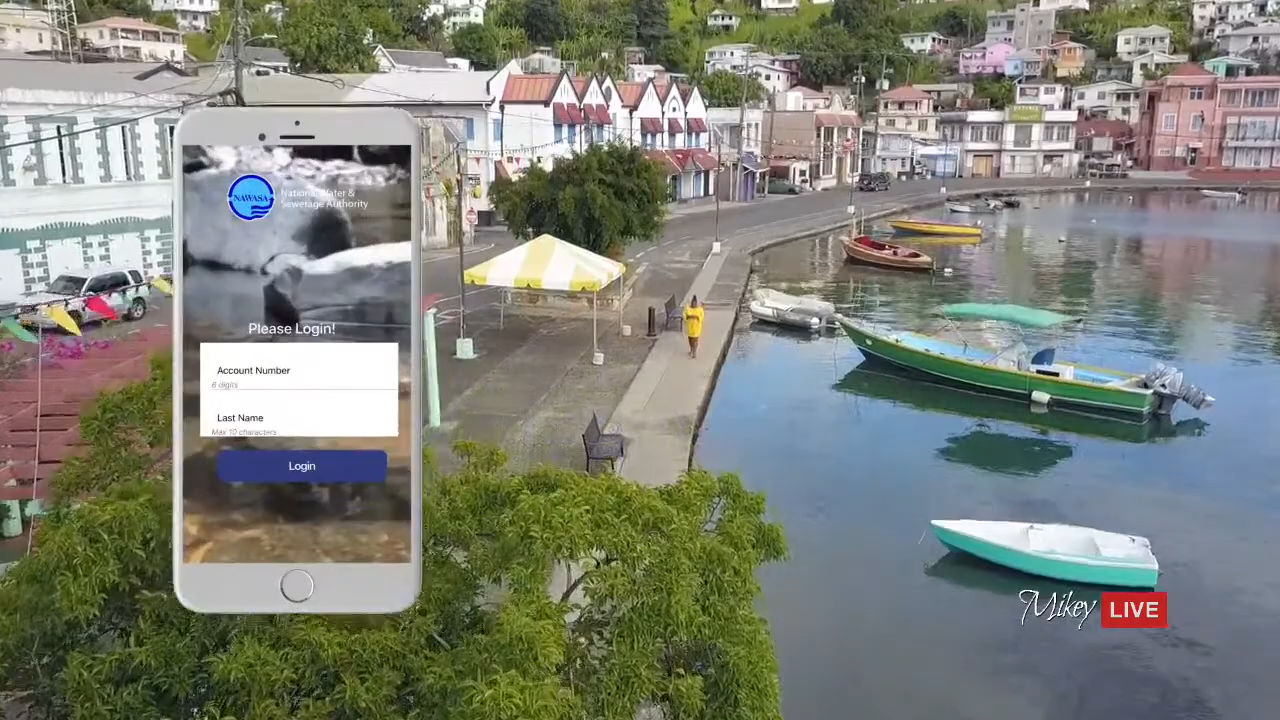 NAWASA
National Water &
Sewerage Authority
Please Login!
Account Number
6 digits
Last Name
Max 10 characters
Login
Mikey LIVE